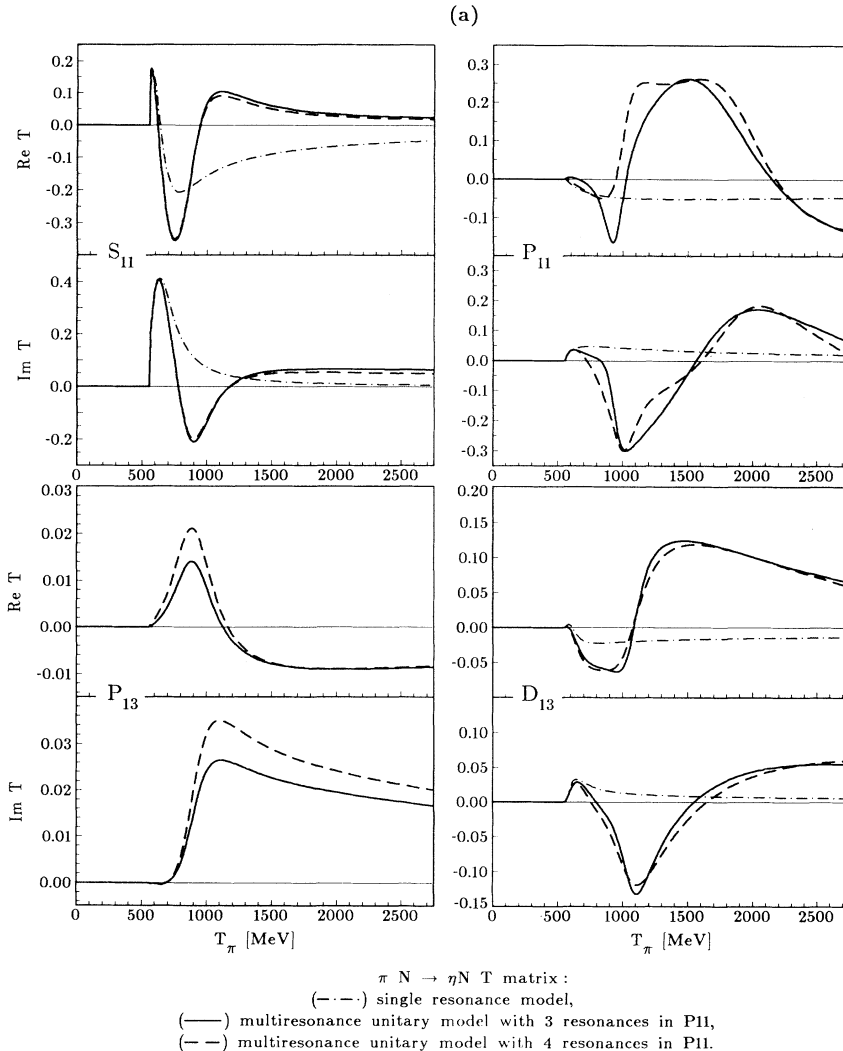 (a)
0.2
0.1
0.0
-0.1
-0.2
-0.3
Re T
S11
0.4
0.2
0.0
-0.2
Im T
0 500 1000 1500 2000 2500
0.3
0.2
0.1
0.0
-0.1
P11
0.3
0.2
0.1
0.0
-0.1
-0.2
-0.3
0 500 1000 1500 2000 2500
0.03
0.02
0.01
0.00
-0.01
Re T
P13
0.03
0.02
0.01
0.00
Im T
0 500 1000 1500 2000 2500
Tπ [MeV]
0.20
0.15
0.10
0.05
0.00
-0.05
D13
0.10
0.05
0.00
-0.05
-0.10
-0.15
0 500 1000 1500 2000 2500
Tπ [MeV]
π N → ηN T matrix :
(–·–·–) single resonance model,
(——) multiresonance unitary model with 3 resonances in P11,
(– – –) multiresonance unitary model with 4 resonances in P11.